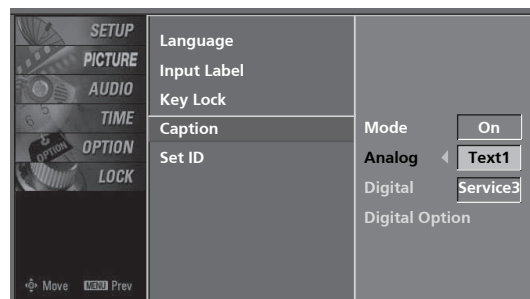 SETUP
PICTURE
AUDIO
TIME
OPTION
LOCK
Move MENU Prev
Language
Input Label
Key Lock
Caption
Set ID
Mode On
Analog Text1
Digital Service3
Digital Option